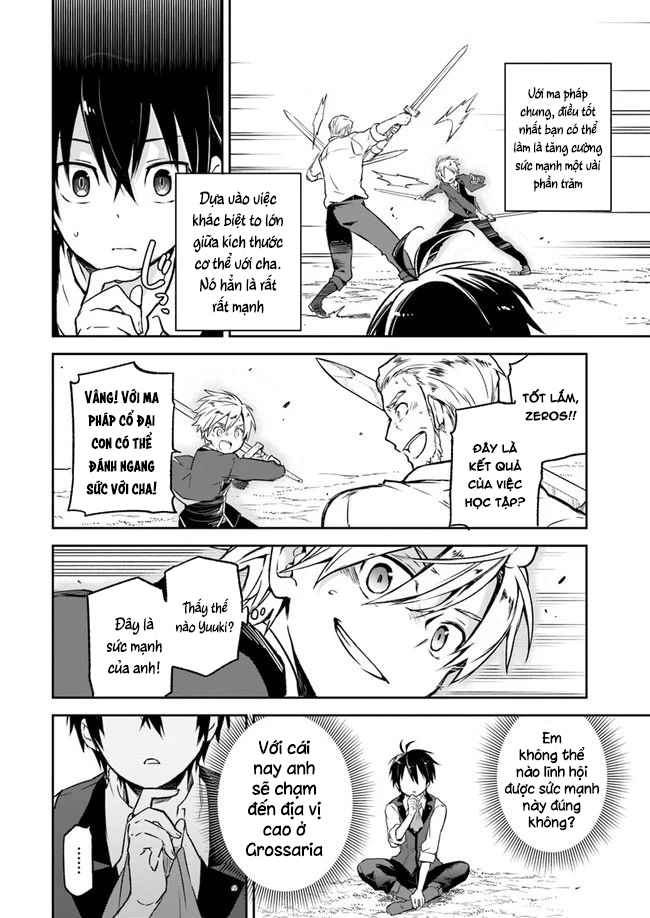 Với ma pháp
chung, điều tốt
nhất bạn có thể
làm là tăng cường
sức mạnh một vài
phần trăm
Dựa vào việc
khác biệt to lớn
giữa kích thước
cơ thể với cha.
Nó hẳn là rất
rất mạnh
TỐT LẮM,
ZEROS!!
ĐÂY LÀ
KẾT QUẢ
CỦA VIỆC
HỌC TẬP?
VÂNG! VỚI MA
PHÁP CỔ ĐẠI
CON CÓ THỂ
ĐÁNH NGANG
SỨC VỚI CHA!
Thấy thế
nào Yuuki?
Đây là
sức mạnh
của anh!
Em
không thể
nào lĩnh hội
được sức mạnh
này đúng
không?
Với cái
nay anh
sẽ chạm
đến địa vị
cao ở
Grossaria
......